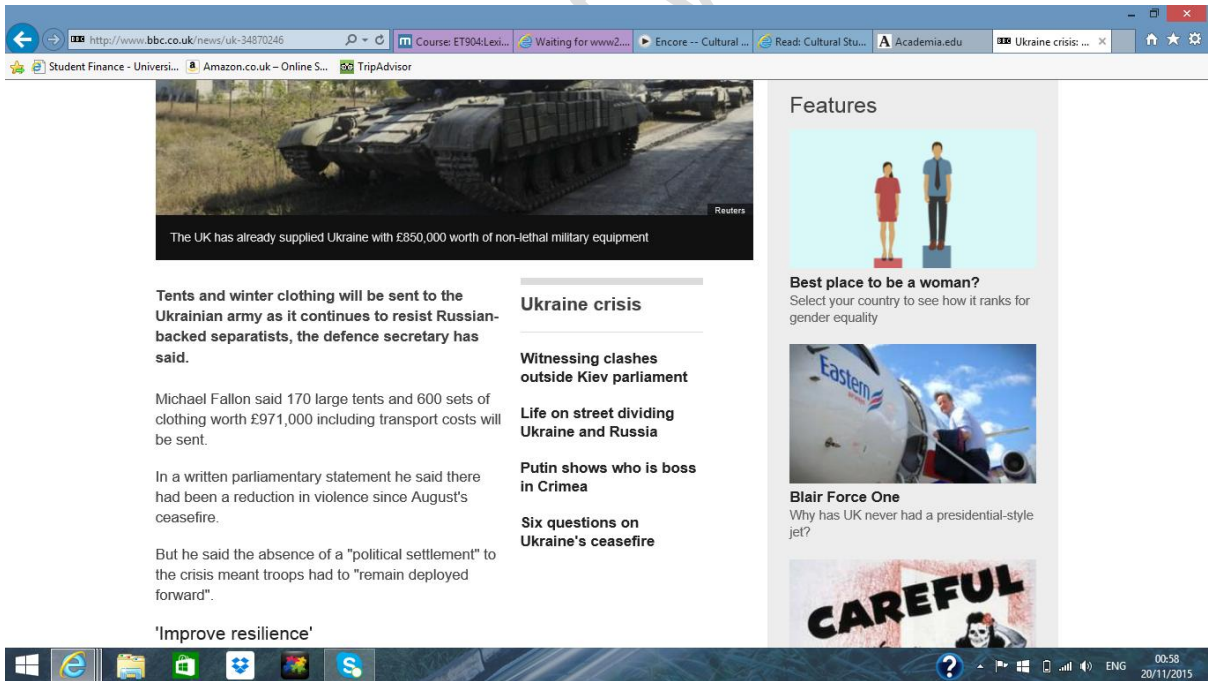 http://www.bbc.co.uk/news/uk-34870246
Course: ET904:Lexi...
Waiting for www2....
Encore -- Cultural ...
Read: Cultural Stu...
Academia.edu
Ukraine crisis: ...
Student Finance - Universi...
Amazon.co.uk – Online S...
TripAdvisor
Reuters
The UK has already supplied Ukraine with £850,000 worth of non-lethal military equipment
Tents and winter clothing will be sent to the
Ukrainian army as it continues to resist Russian-
backed separatists, the defence secretary has
said.
Michael Fallon said 170 large tents and 600 sets of
clothing worth £971,000 including transport costs will
be sent.
In a written parliamentary statement he said there
had been a reduction in violence since August's
ceasefire.
But he said the absence of a "political settlement" to
the crisis meant troops had to "remain deployed
forward".
'Improve resilience'
Ukraine crisis
Witnessing clashes
outside Kiev parliament
Life on street dividing
Ukraine and Russia
Putin shows who is boss
in Crimea
Six questions on
Ukraine's ceasefire
Features
Best place to be a woman?
Select your country to see how it ranks for
gender equality
Eastern
Blair Force One
Why has UK never had a presidential-style
jet?
CAREFUL
ENG
00:58
20/11/2015